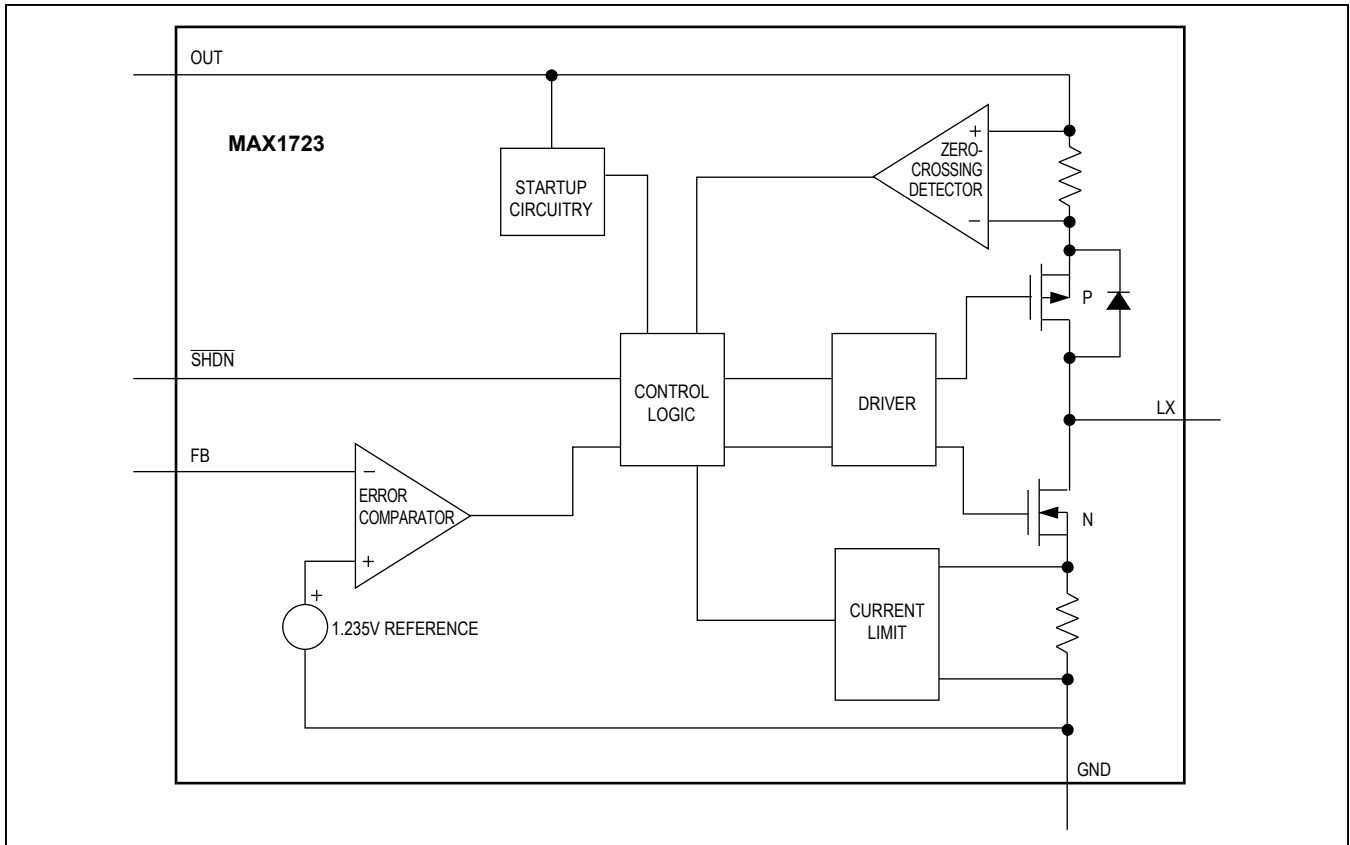 OUT
MAX1723
STARTUP
CIRCUITRY
+
ZERO-
CROSSING
DETECTOR
−
P
SHDN
CONTROL
LOGIC
DRIVER
LX
FB
−
ERROR
COMPARATOR
+
N
+
1.235V REFERENCE
CURRENT
LIMIT
GND